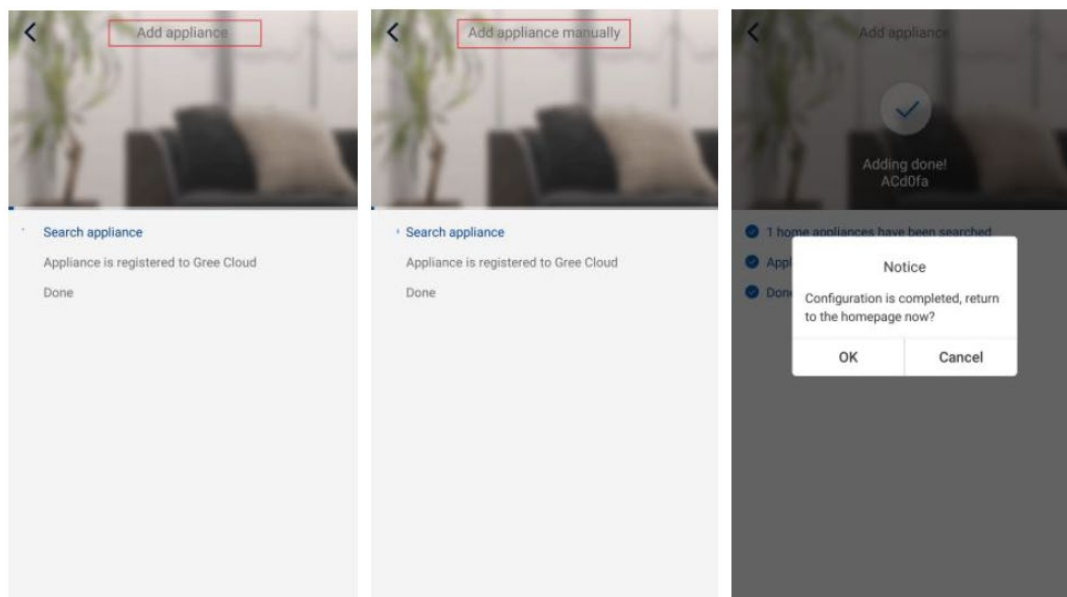 Add appliance
Search appliance
Appliance is registered to Gree Cloud
Done
Add appliance manually
Search appliance
Appliance is registered to Gree Cloud
Done
Add appliance
Adding done!
ACd0fa
1 home appliances have been searched
Appl
Done
Notice
Configuration is completed, return
to the homepage now?
OK
Cancel